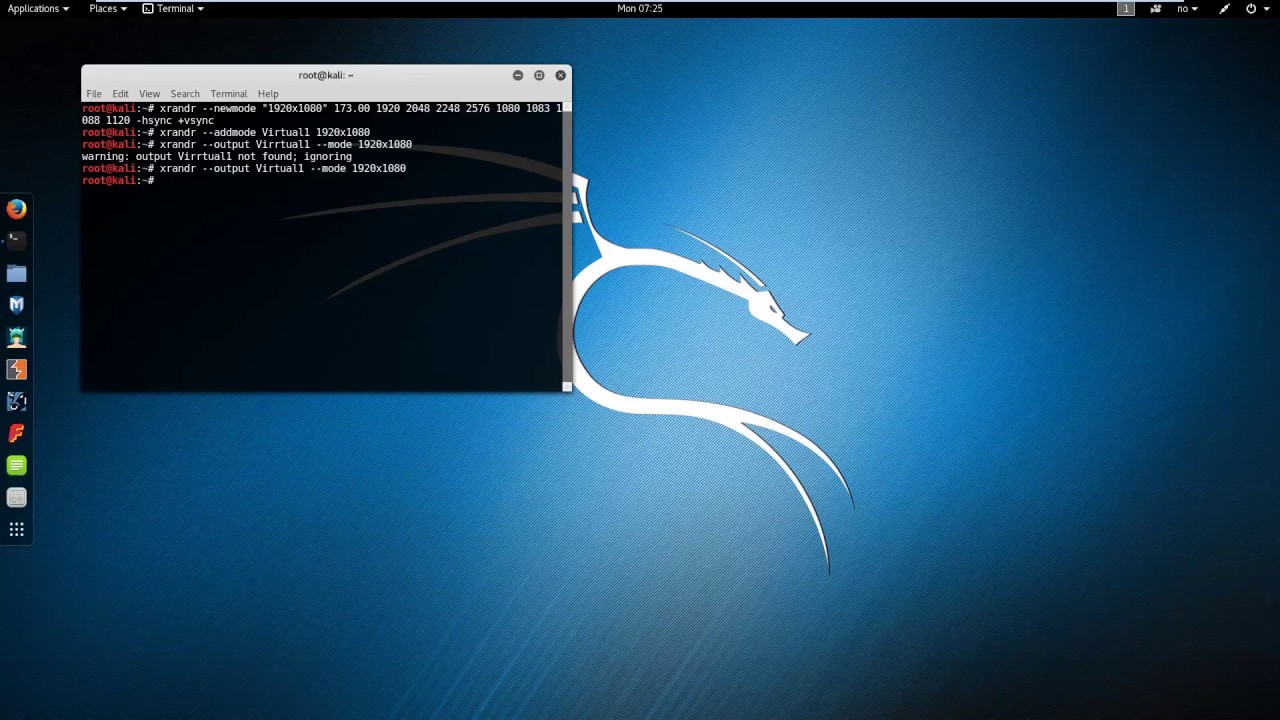 Applications Places Terminal Mon 07:25 1 no
root@kali: ~
File Edit View Search Terminal Help
root@kali:~# xrandr --newmode "1920x1080" 173.00 1920 2048 2248 2576 1080 1083 1
088 1120 -hsync +vsync
root@kali:~# xrandr --addmode Virtual1 1920x1080
root@kali:~# xrandr --output Virrtual1 --mode 1920x1080
warning: output Virrtual1 not found; ignoring
root@kali:~# xrandr --output Virtual1 --mode 1920x1080
root@kali:~#